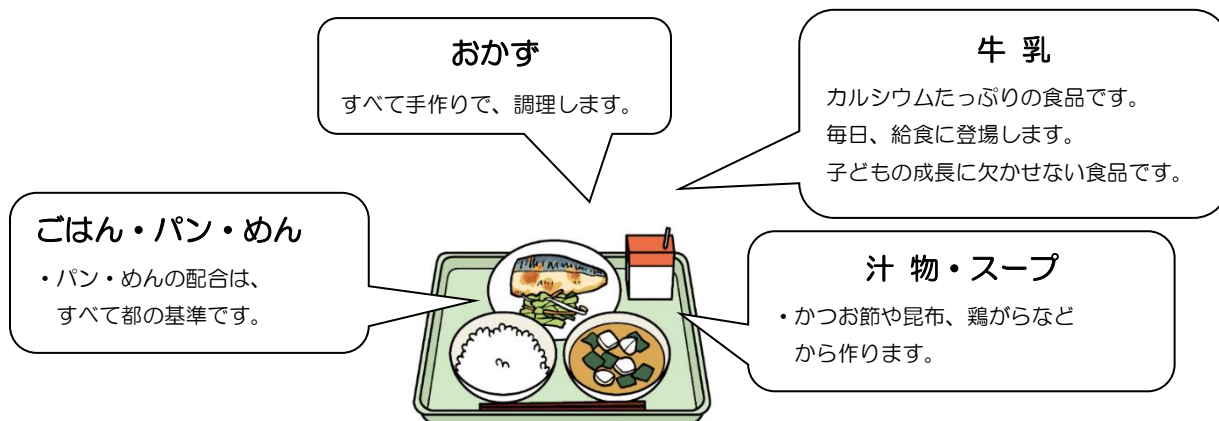 おかず
すべて手作りで、調理します。
牛 乳
カルシウムたっぷりの食品です。
毎日、給食に登場します。
子どもの成長に欠かせない食品です。
ごはん・パン・めん
・パン・めんの配合は、
すべて都の基準です。
汁 物・スープ
・かつお節や昆布、鶏がらなど
から作ります。